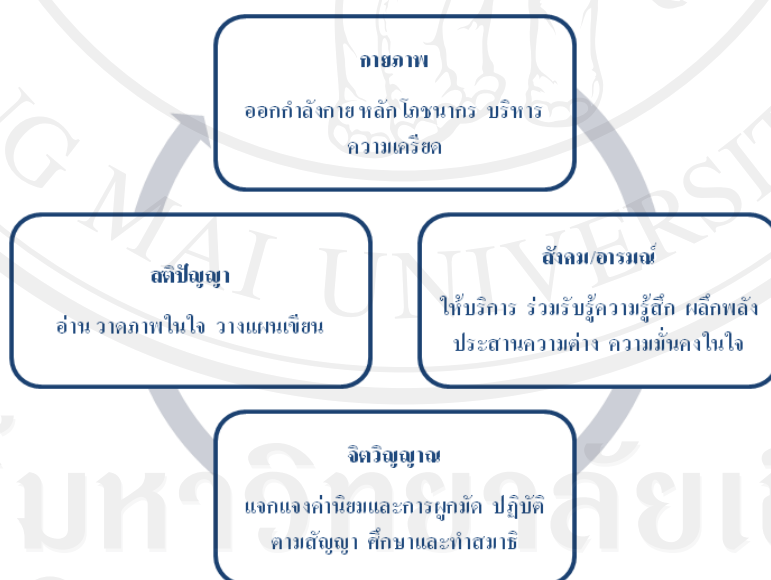 กายภาพ
ออกกำลังกาย หลักโภชนากร บริหาร
ความเครียด
สติปัญญา
อ่าน วาดภาพในใจ วางแผนเขียน
สังคม/อารมณ์
ให้บริการ ร่วมรับรู้ความรู้สึก ผลึกพลัง
ประสานความต่าง ความมั่นคงในใจ
จิตวิญญาณ
แจกแจงค่านิยมและการผูกมัด ปฏิบัติ
ตามสัญญา ศึกษาและทำสมาธิ